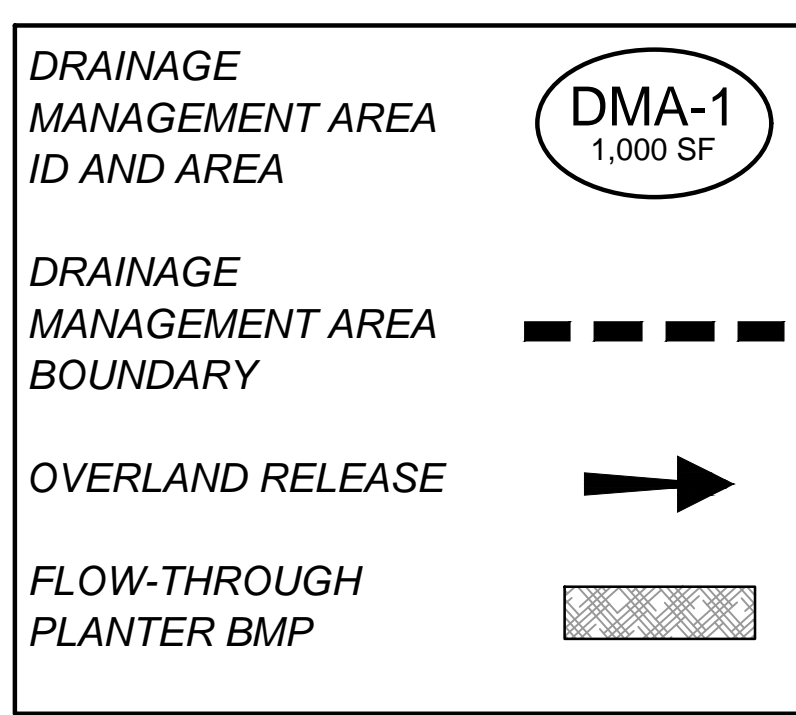 DRAINAGE
MANAGEMENT AREA
ID AND AREA
DMA-1
1,000 SF
DRAINAGE
MANAGEMENT AREA
BOUNDARY
OVERLAND RELEASE
FLOW-THROUGH
PLANTER BMP